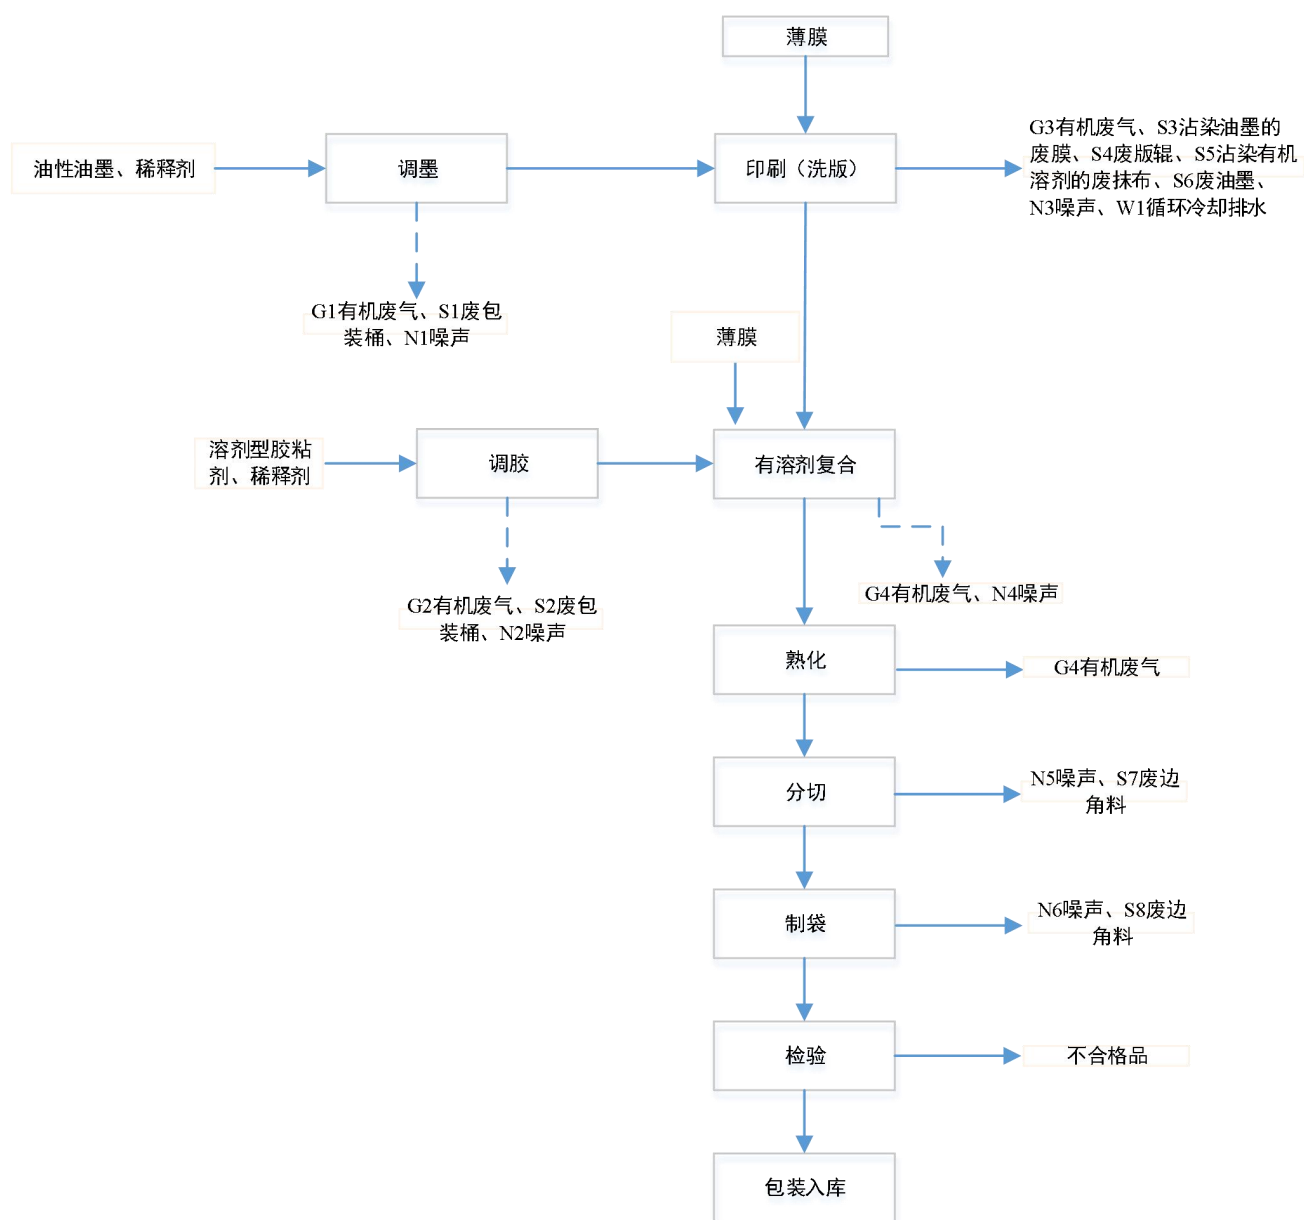 薄膜
油性油墨、稀释剂
调墨
印刷（洗版）
G3有机废气、S3沾染油墨的
废膜、S4废版辊、S5沾染有机
溶剂的废抹布、S6废油墨、
N3噪声、W1循环冷却排水
G1有机废气、S1废包
装桶、N1噪声
薄膜
溶剂型胶粘
剂、稀释剂
调胶
有溶剂复合
G2有机废气、S2废包
装桶、N2噪声
G4有机废气、N4噪声
熟化
G4有机废气
分切
N5噪声、S7废边
角料
制袋
N6噪声、S8废边
角料
检验
不合格品
包装入库